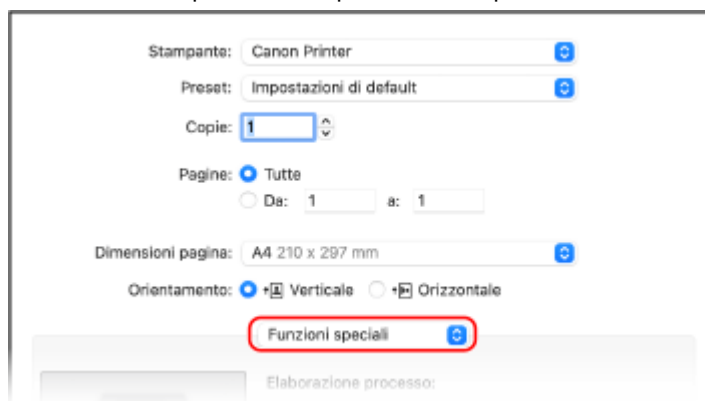 Stampante: Canon Printer
Preset: Impostazioni di default
Copie: 1
Pagine: Tutte
Da: 1 a: 1
Dimensioni pagina: A4 210 x 297 mm
Orientamento: Verticale Orizzontale
Funzioni speciali
Elaborazione processo: